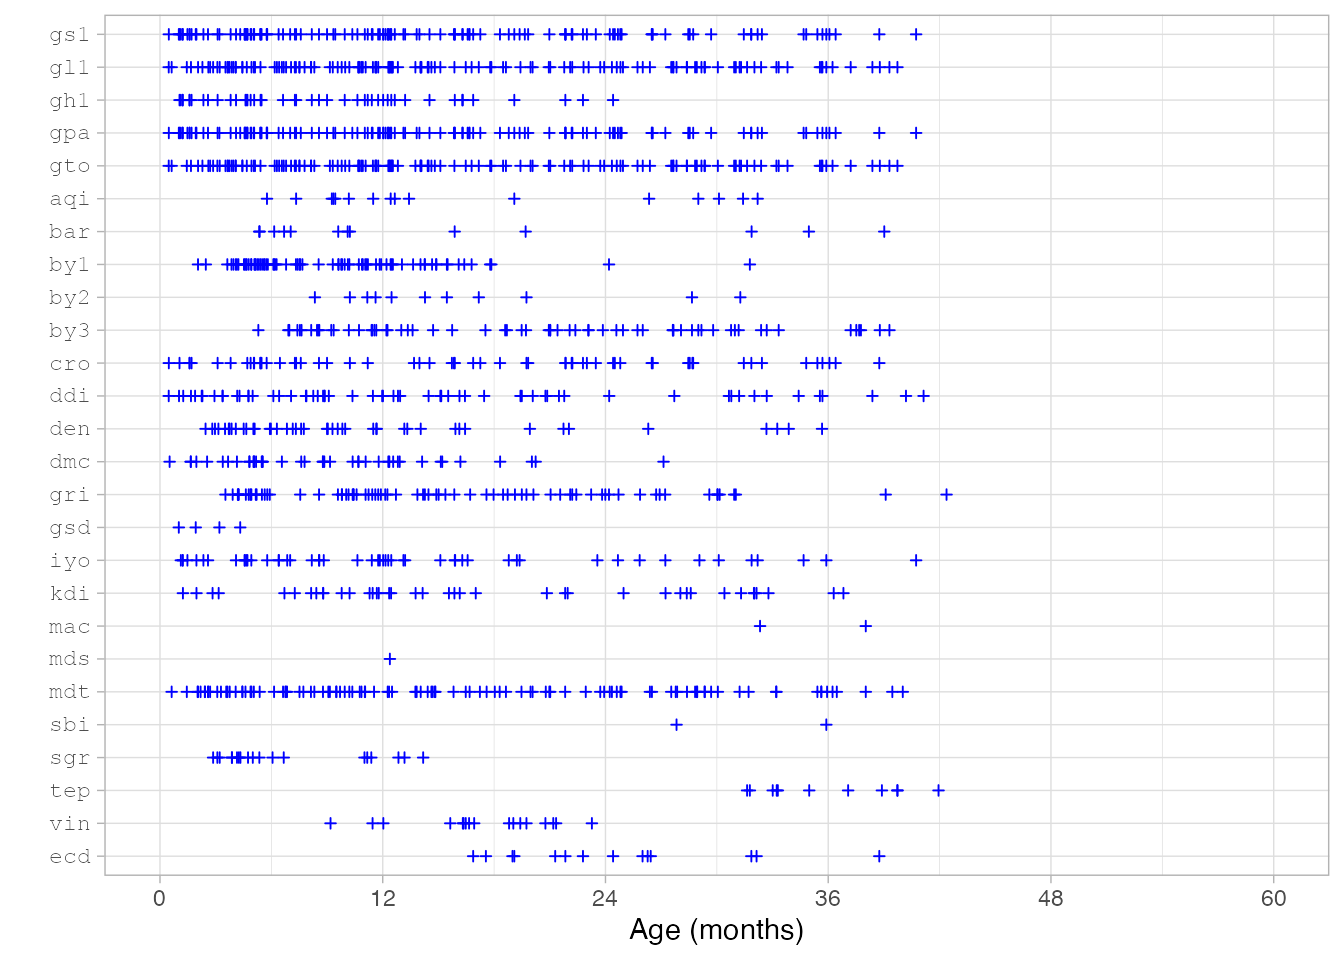 gs1
gl1
gh1
gpa
gto
aqi
bar
by1
by2
by3
cro
ddi
den
dmc
gri
gsd
iyo
kdi
mac
mds
mdt
sbi
sgr
tep
vin
ecd
0 12 24 36 48 60
Age (months)